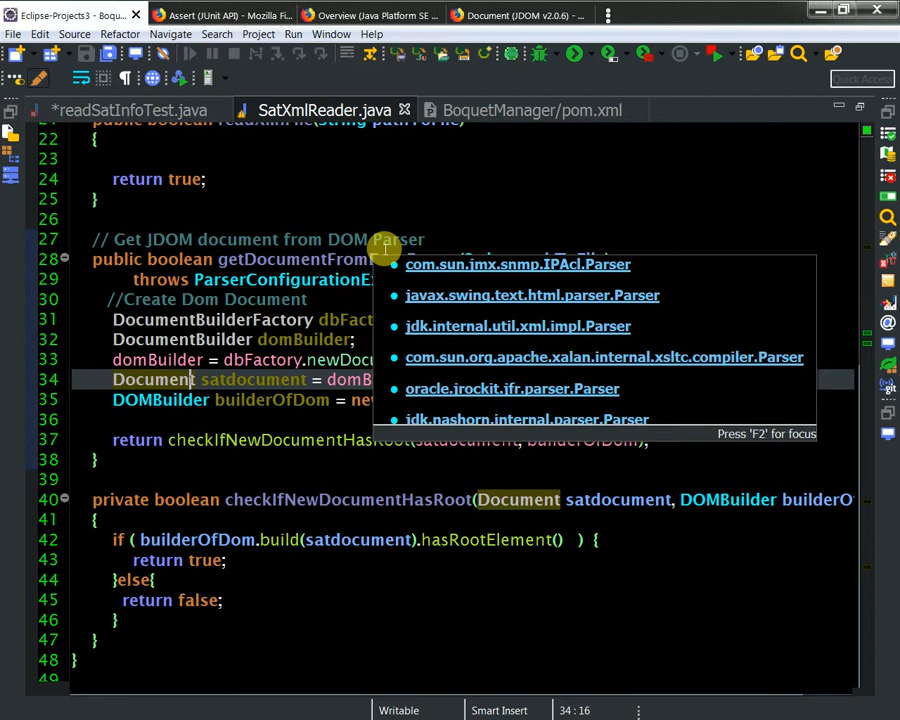 Eclipse-Projects3 - Boqu...
Assert (JUnit API) - Mozilla Fi...
Overview (Java Platform SE ...
Document (JDOM v2.0.6) - ...
File Edit Source Refactor Navigate Search Project Run Window Help
Quick Access
*readSatInfoTest.java
SatXmlReader.java
BoquetManager/pom.xml
22 {
23
24 return true;
25 }
26
27 // Get JDOM document from DOM Parser
28 public boolean getDocumentFrom
29 throws ParserConfigurationE
30 //Create Dom Document
31 DocumentBuilderFactory dbFact
32 DocumentBuilder domBuilder;
33 domBuilder = dbFactory.newDocu
34 Document satdocument = domB
35 DOMBuilder builderOfDom = new
36
37 return checkIfNewDocumentHasRoot(satdocument, builderOfDom);
38 }
39
40 private boolean checkIfNewDocumentHasRoot(Document satdocument, DOMBuilder builderO
41 {
42 if ( builderOfDom.build(satdocument).hasRootElement() ) {
43 return true;
44 }else{
45 return false;
46 }
47 }
48 }
49
com.sun.jmx.snmp.IPAcl.Parser
javax.swing.text.html.parser.Parser
jdk.internal.util.xml.impl.Parser
com.sun.org.apache.xalan.internal.xsltc.compiler.Parser
oracle.jrockit.jfr.parser.Parser
jdk.nashorn.internal.parser.Parser
Press 'F2' for focus
Writable
Smart Insert
34 : 16